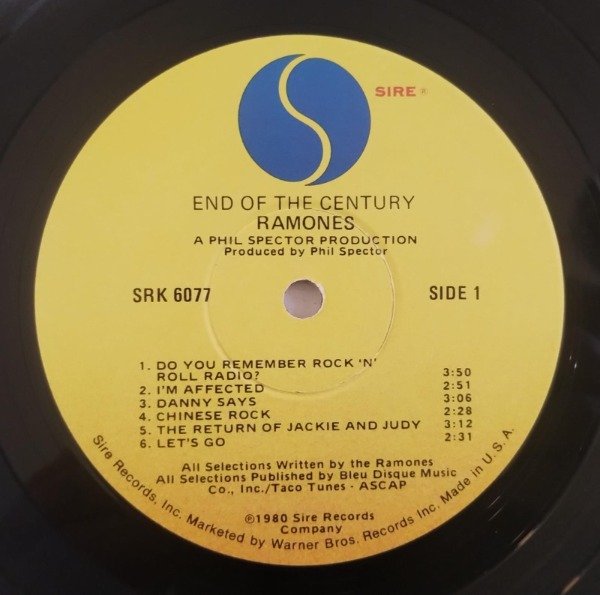 SIRE ®
END OF THE CENTURY
RAMONES
A PHIL SPECTOR PRODUCTION
Produced by Phil Spector
SRK 6077
SIDE 1
1. DO YOU REMEMBER ROCK 'N'
ROLL RADIO? 3:50
2. I'M AFFECTED 2:51
3. DANNY SAYS 3:06
4. CHINESE ROCK 2:28
5. THE RETURN OF JACKIE AND JUDY 3:12
6. LET'S GO 2:31
All Selections Written by the Ramones
All Selections Published by Bleu Disque Music
Co., Inc./Taco Tunes - ASCAP
℗1980 Sire Records
Company
Sire Records, Inc. Marketed by Warner Bros. Records Inc. Made in U.S.A.